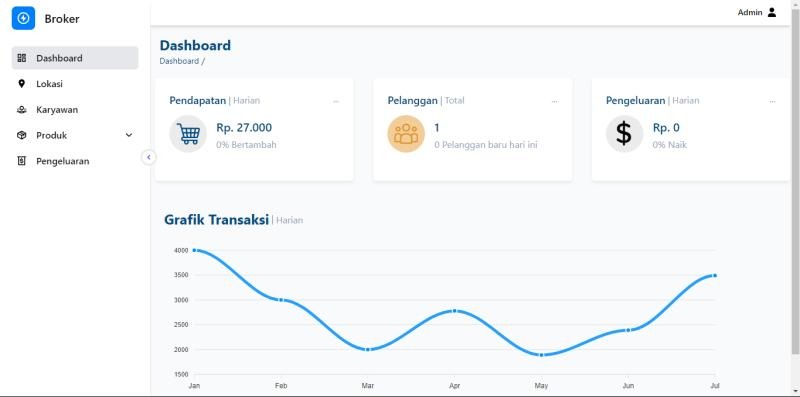 Broker
Admin
Dashboard
Lokasi
Karyawan
Produk
Pengeluaran
Dashboard
Dashboard /
Pendapatan | Harian ...
Rp. 27.000
0% Bertambah
Pelanggan | Total ...
1
0 Pelanggan baru hari ini
Pengeluaran | Harian ...
$
Rp. 0
0% Naik
Grafik Transaksi | Harian
4000
3500
3000
2500
2000
1500
Jan Feb Mar Apr May Jun Jul